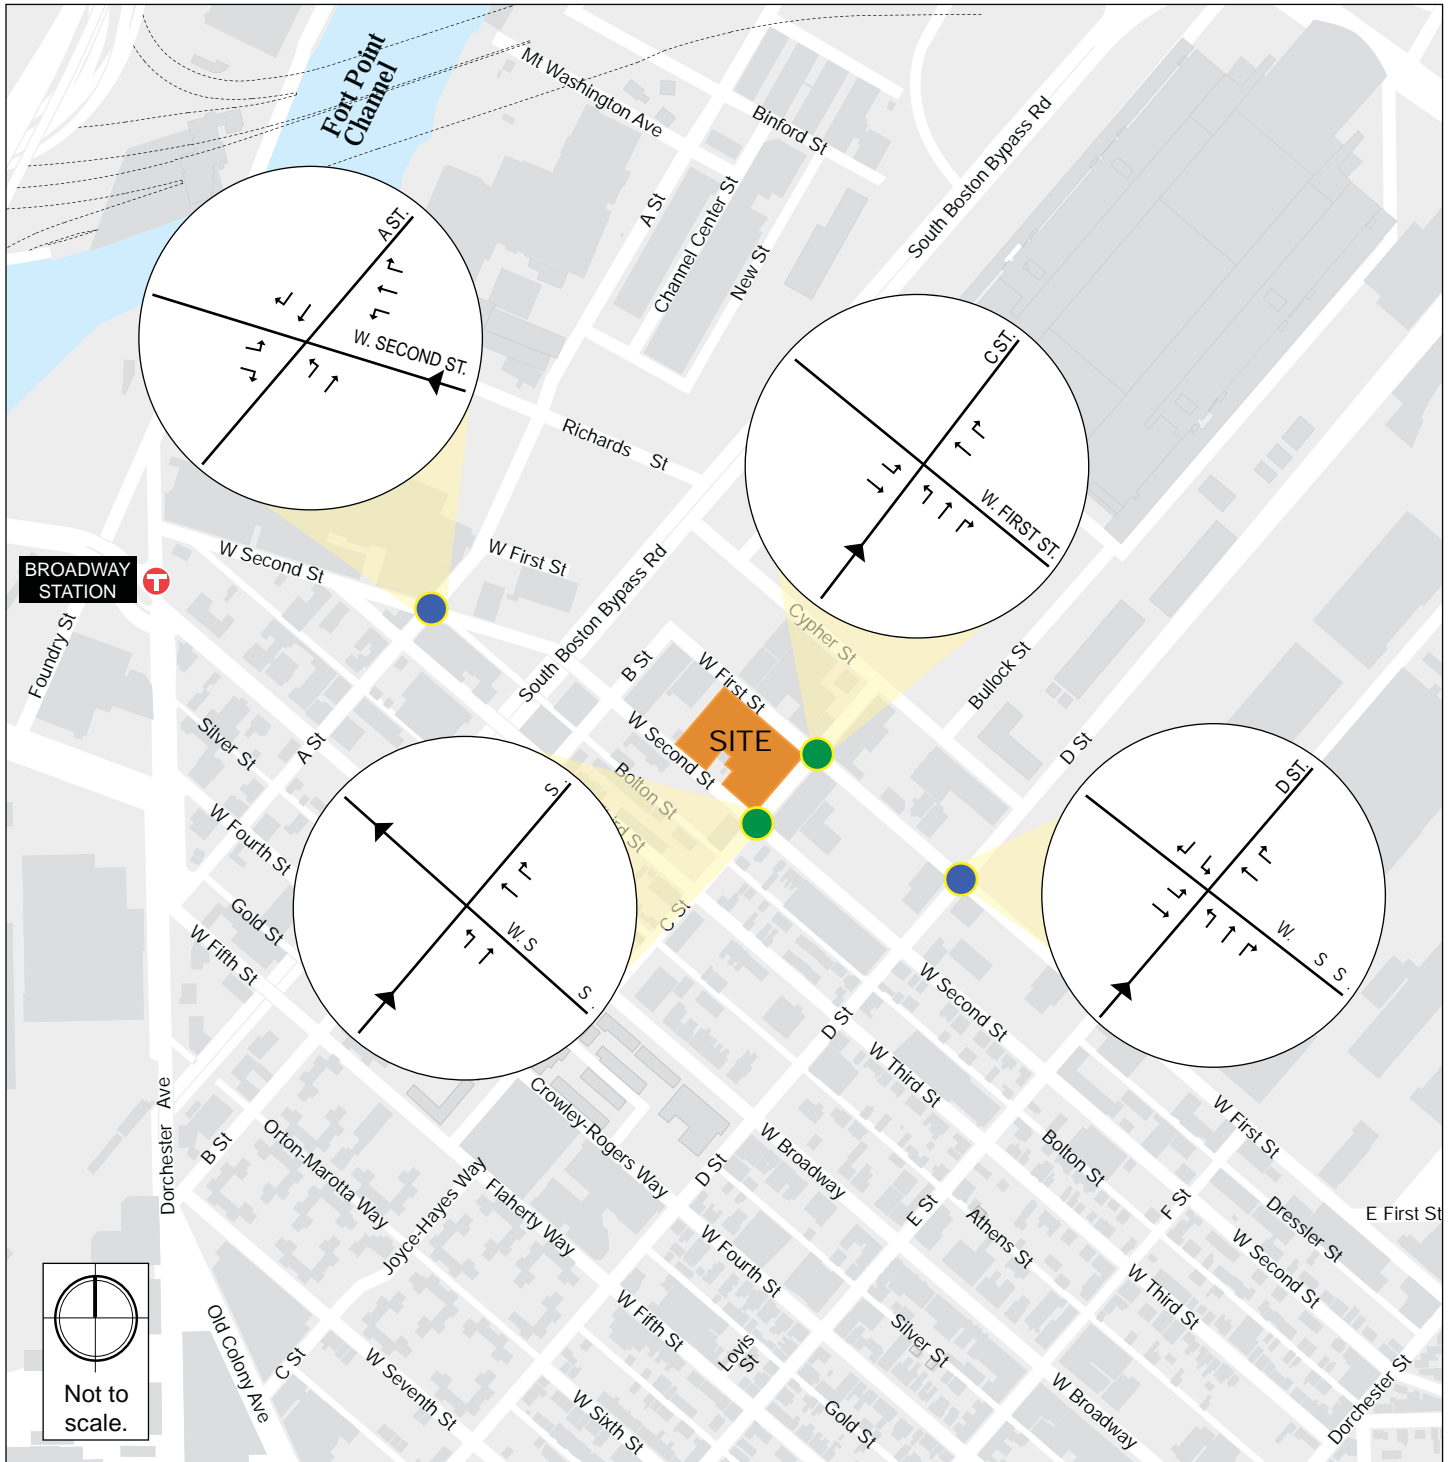 Fort Point
Channel
Mt Washington Ave
Binford St
South Boston Bypass Rd
A St
Channel Center St
New St
A ST.
W. SECOND ST.
C ST.
W. FIRST ST.
Richards St
W Second St
W First St
BROADWAY
STATION
T
Foundry St
South Boston Bypass Rd
Cypher St
B St
W First St
Bullock St
SITE
W Second St
Silver St
A St
D St
Bolton St
rd St
S .
W. S
S .
D ST.
W.
S S .
W Fourth St
Gold St
W Fifth St
C St
W Second St
D St
W Third St
Dorchester Ave
B St
Orton-Marotta Way
Joyce-Hayes Way
Flaherty Way
Crowley-Rogers Way
D St
W Broadway
E St
Bolton St
W First St
F St
Athens St
Dressler St
E First St
W Second St
W Third St
W Fourth St
W Fifth St
Lovis
St
Silver St
Old Colony Ave
C St
W Seventh St
W Sixth St
Gold St
W Broadway
Dorchester St
Not to
scale.